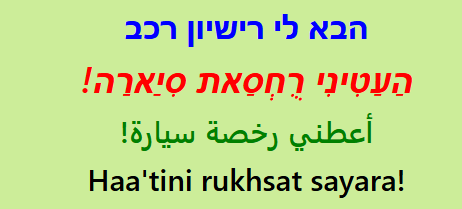 הבא לי רישיון רכב
הַעַטִינִי רֻחְסַאת סִיַארַה!
أعطني رخصة سيارة!
Haa'tini rukhsat sayara!